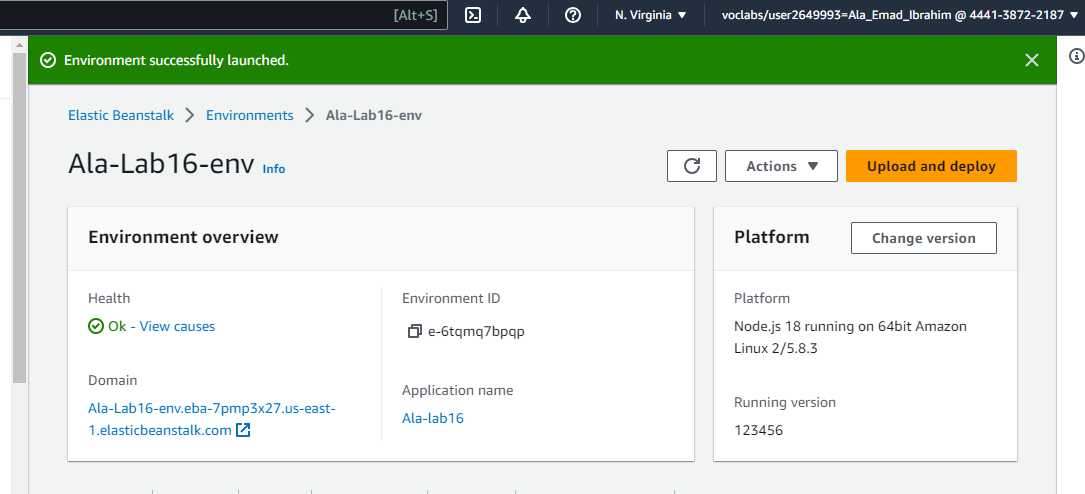 [Alt+S]
N. Virginia
voclabs/user2649993=Ala_Emad_Ibrahim @ 4441-3872-2187
Environment successfully launched.
Elastic Beanstalk
Environments
Ala-Lab16-env
Ala-Lab16-env
Info
Actions
Upload and deploy
Environment overview
Health
Ok - View causes
Domain
Ala-Lab16-env.eba-7pmp3x27.us-east-
1.elasticbeanstalk.com
Environment ID
e-6tqmq7bpqp
Application name
Ala-lab16
Platform
Change version
Platform
Node.js 18 running on 64bit Amazon
Linux 2/5.8.3
Running version
123456